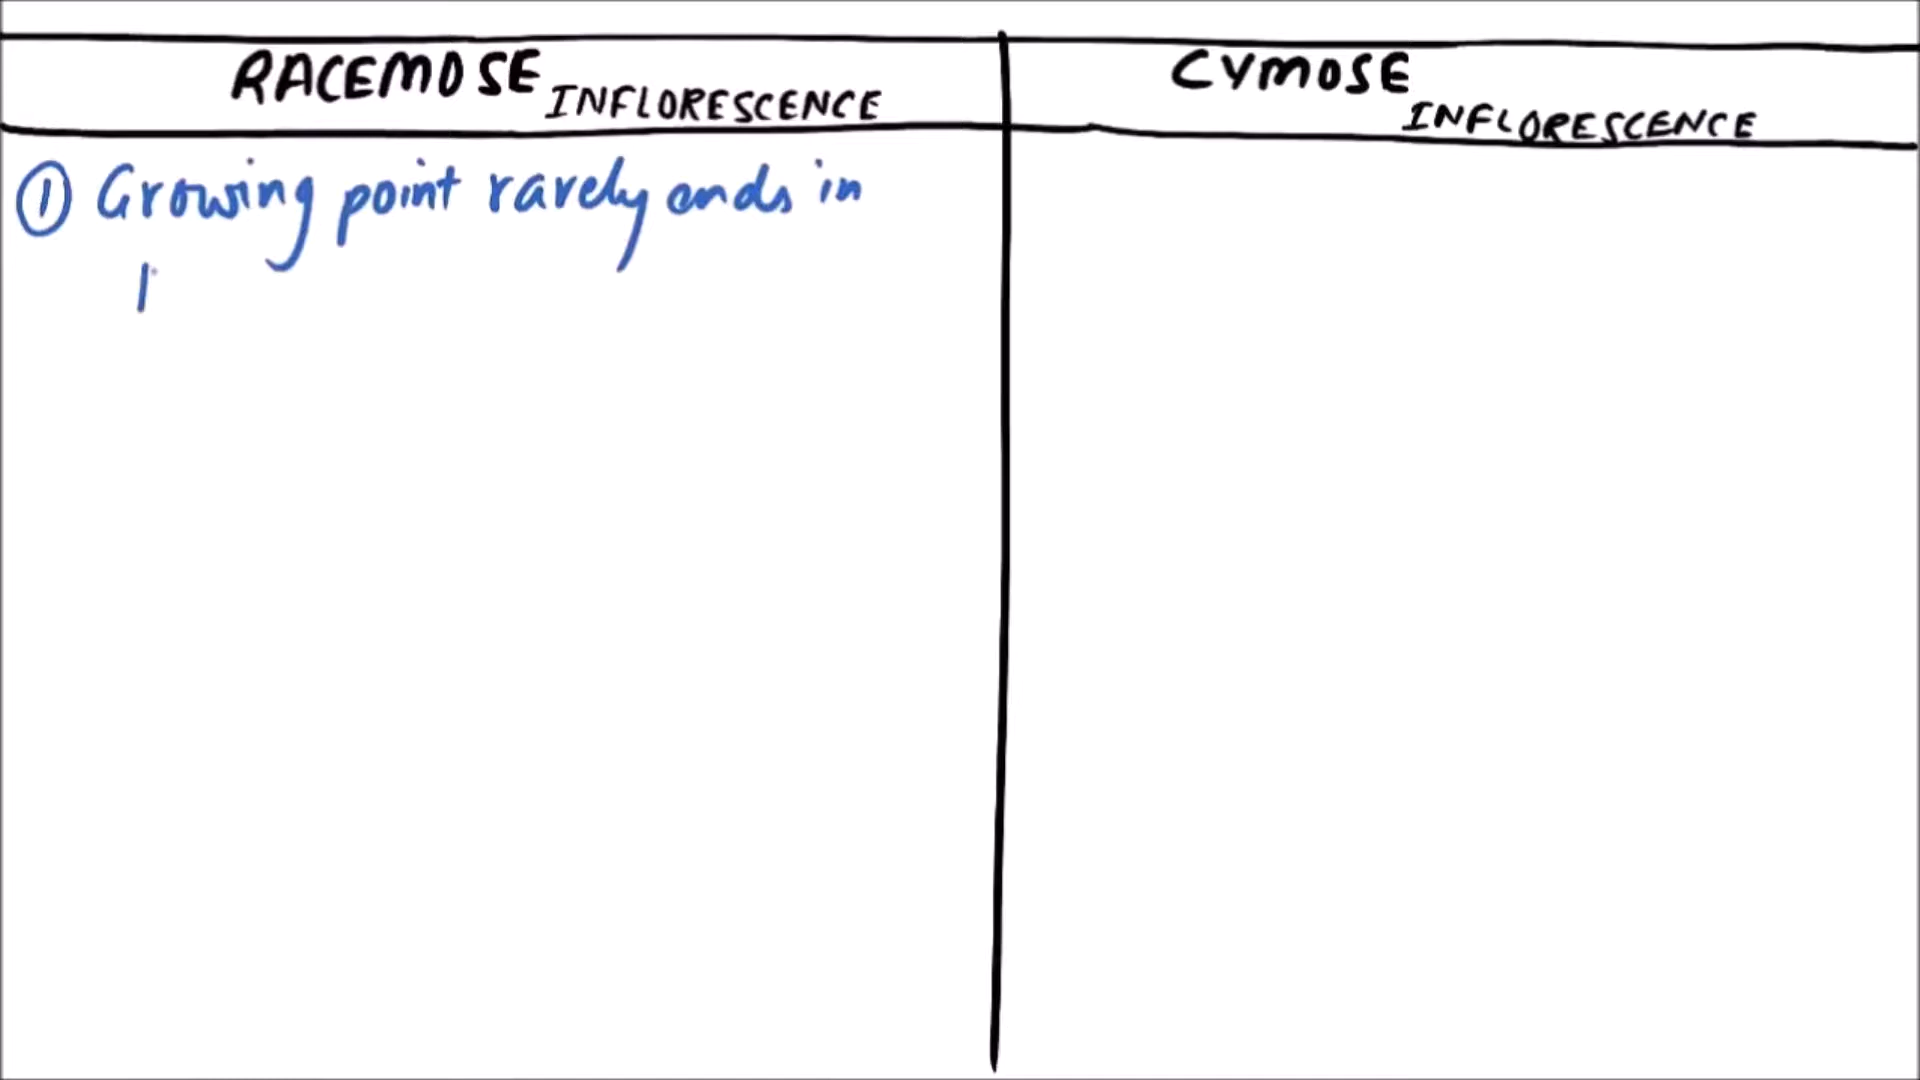 RACEMOSE INFLORESCENCE
CYMOSE INFLORESCENCE
① Growing point rarely ends in